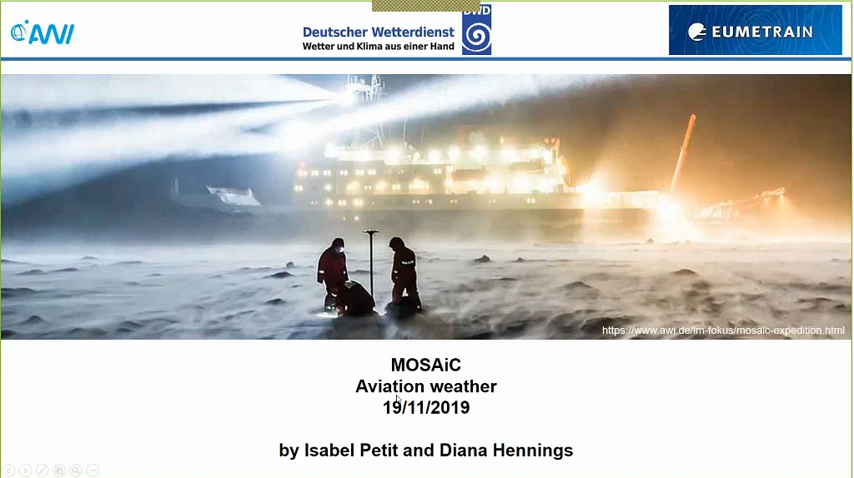 AWI
Deutscher Wetterdienst
Wetter und Klima aus einer Hand
DWD
EUMETRAIN
https://www.awi.de/im-fokus/mosaic-expedition.html
MOSAiC
Aviation weather
19/11/2019
by Isabel Petit and Diana Hennings